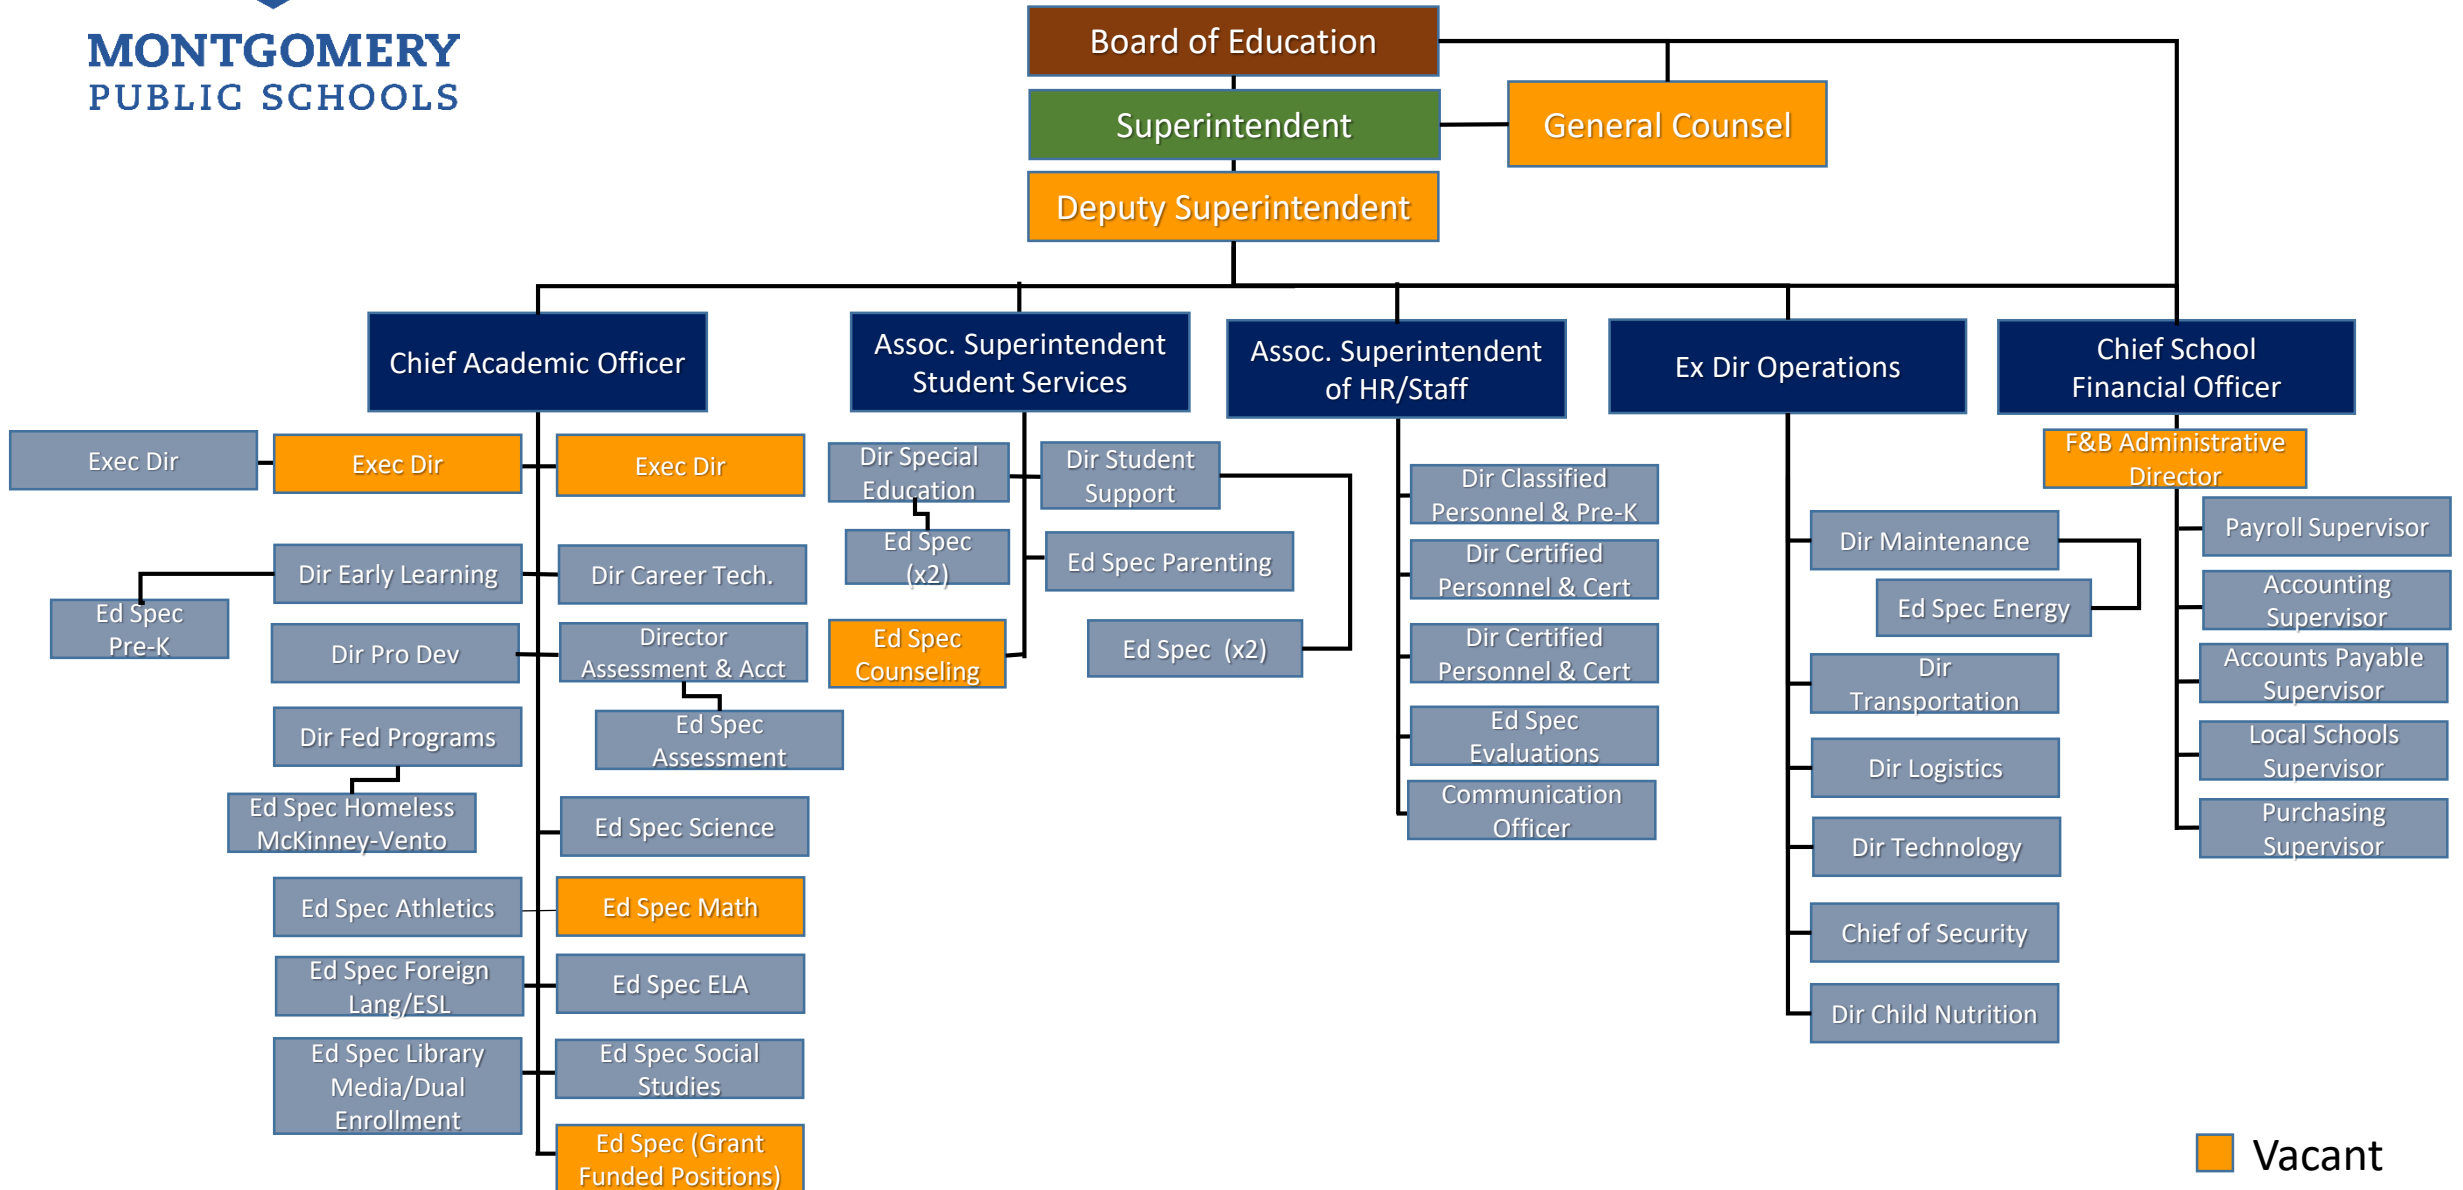 MONTGOMERY
PUBLIC SCHOOLS
Board of Education
Superintendent
General Counsel
Deputy Superintendent
Chief Academic Officer
Assoc. Superintendent
Student Services
Assoc. Superintendent
of HR/Staff
Ex Dir Operations
Chief School
Financial Officer
Exec Dir
Exec Dir
Exec Dir
Dir Early Learning
Dir Career Tech.
Ed Spec
Pre-K
Dir Pro Dev
Director
Assessment & Acct
Ed Spec
Assessment
Dir Fed Programs
Ed Spec Homeless
McKinney-Vento
Ed Spec Science
Ed Spec Athletics
Ed Spec Math
Ed Spec Foreign
Lang/ESL
Ed Spec ELA
Ed Spec Library
Media/Dual
Enrollment
Ed Spec Social
Studies
Ed Spec (Grant
Funded Positions)
Dir Special
Education
Dir Student
Support
Ed Spec
(x2)
Ed Spec Parenting
Ed Spec
Counseling
Ed Spec (x2)
Dir Classified
Personnel & Pre-K
Dir Certified
Personnel & Cert
Dir Certified
Personnel & Cert
Ed Spec
Evaluations
Communication
Officer
Dir Maintenance
Ed Spec Energy
Dir
Transportation
Dir Logistics
Dir Technology
Chief of Security
Dir Child Nutrition
F&B Administrative
Director
Payroll Supervisor
Accounting
Supervisor
Accounts Payable
Supervisor
Local Schools
Supervisor
Purchasing
Supervisor
Vacant